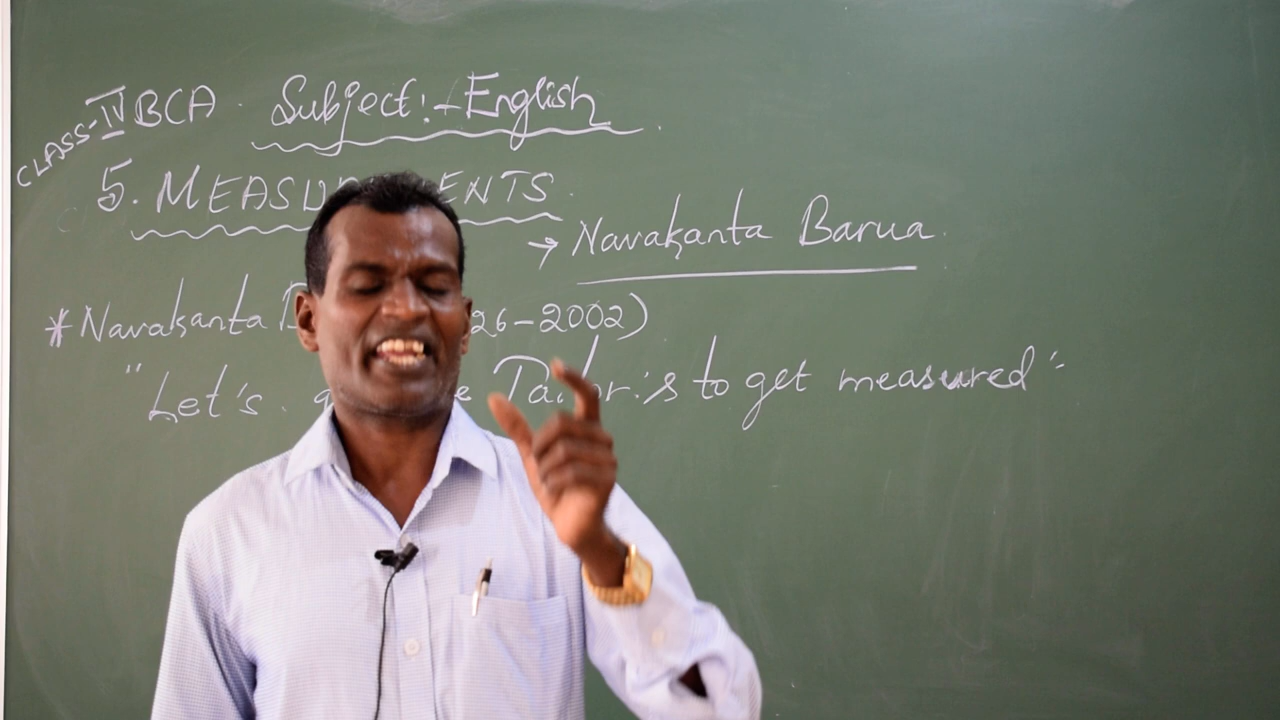 CLASS-IV BCA. Subject:- English.
5. MEASU ENTS.
→ Navakanta Barua.
* Navakanta 26-2002)
"Let's. to get measured"